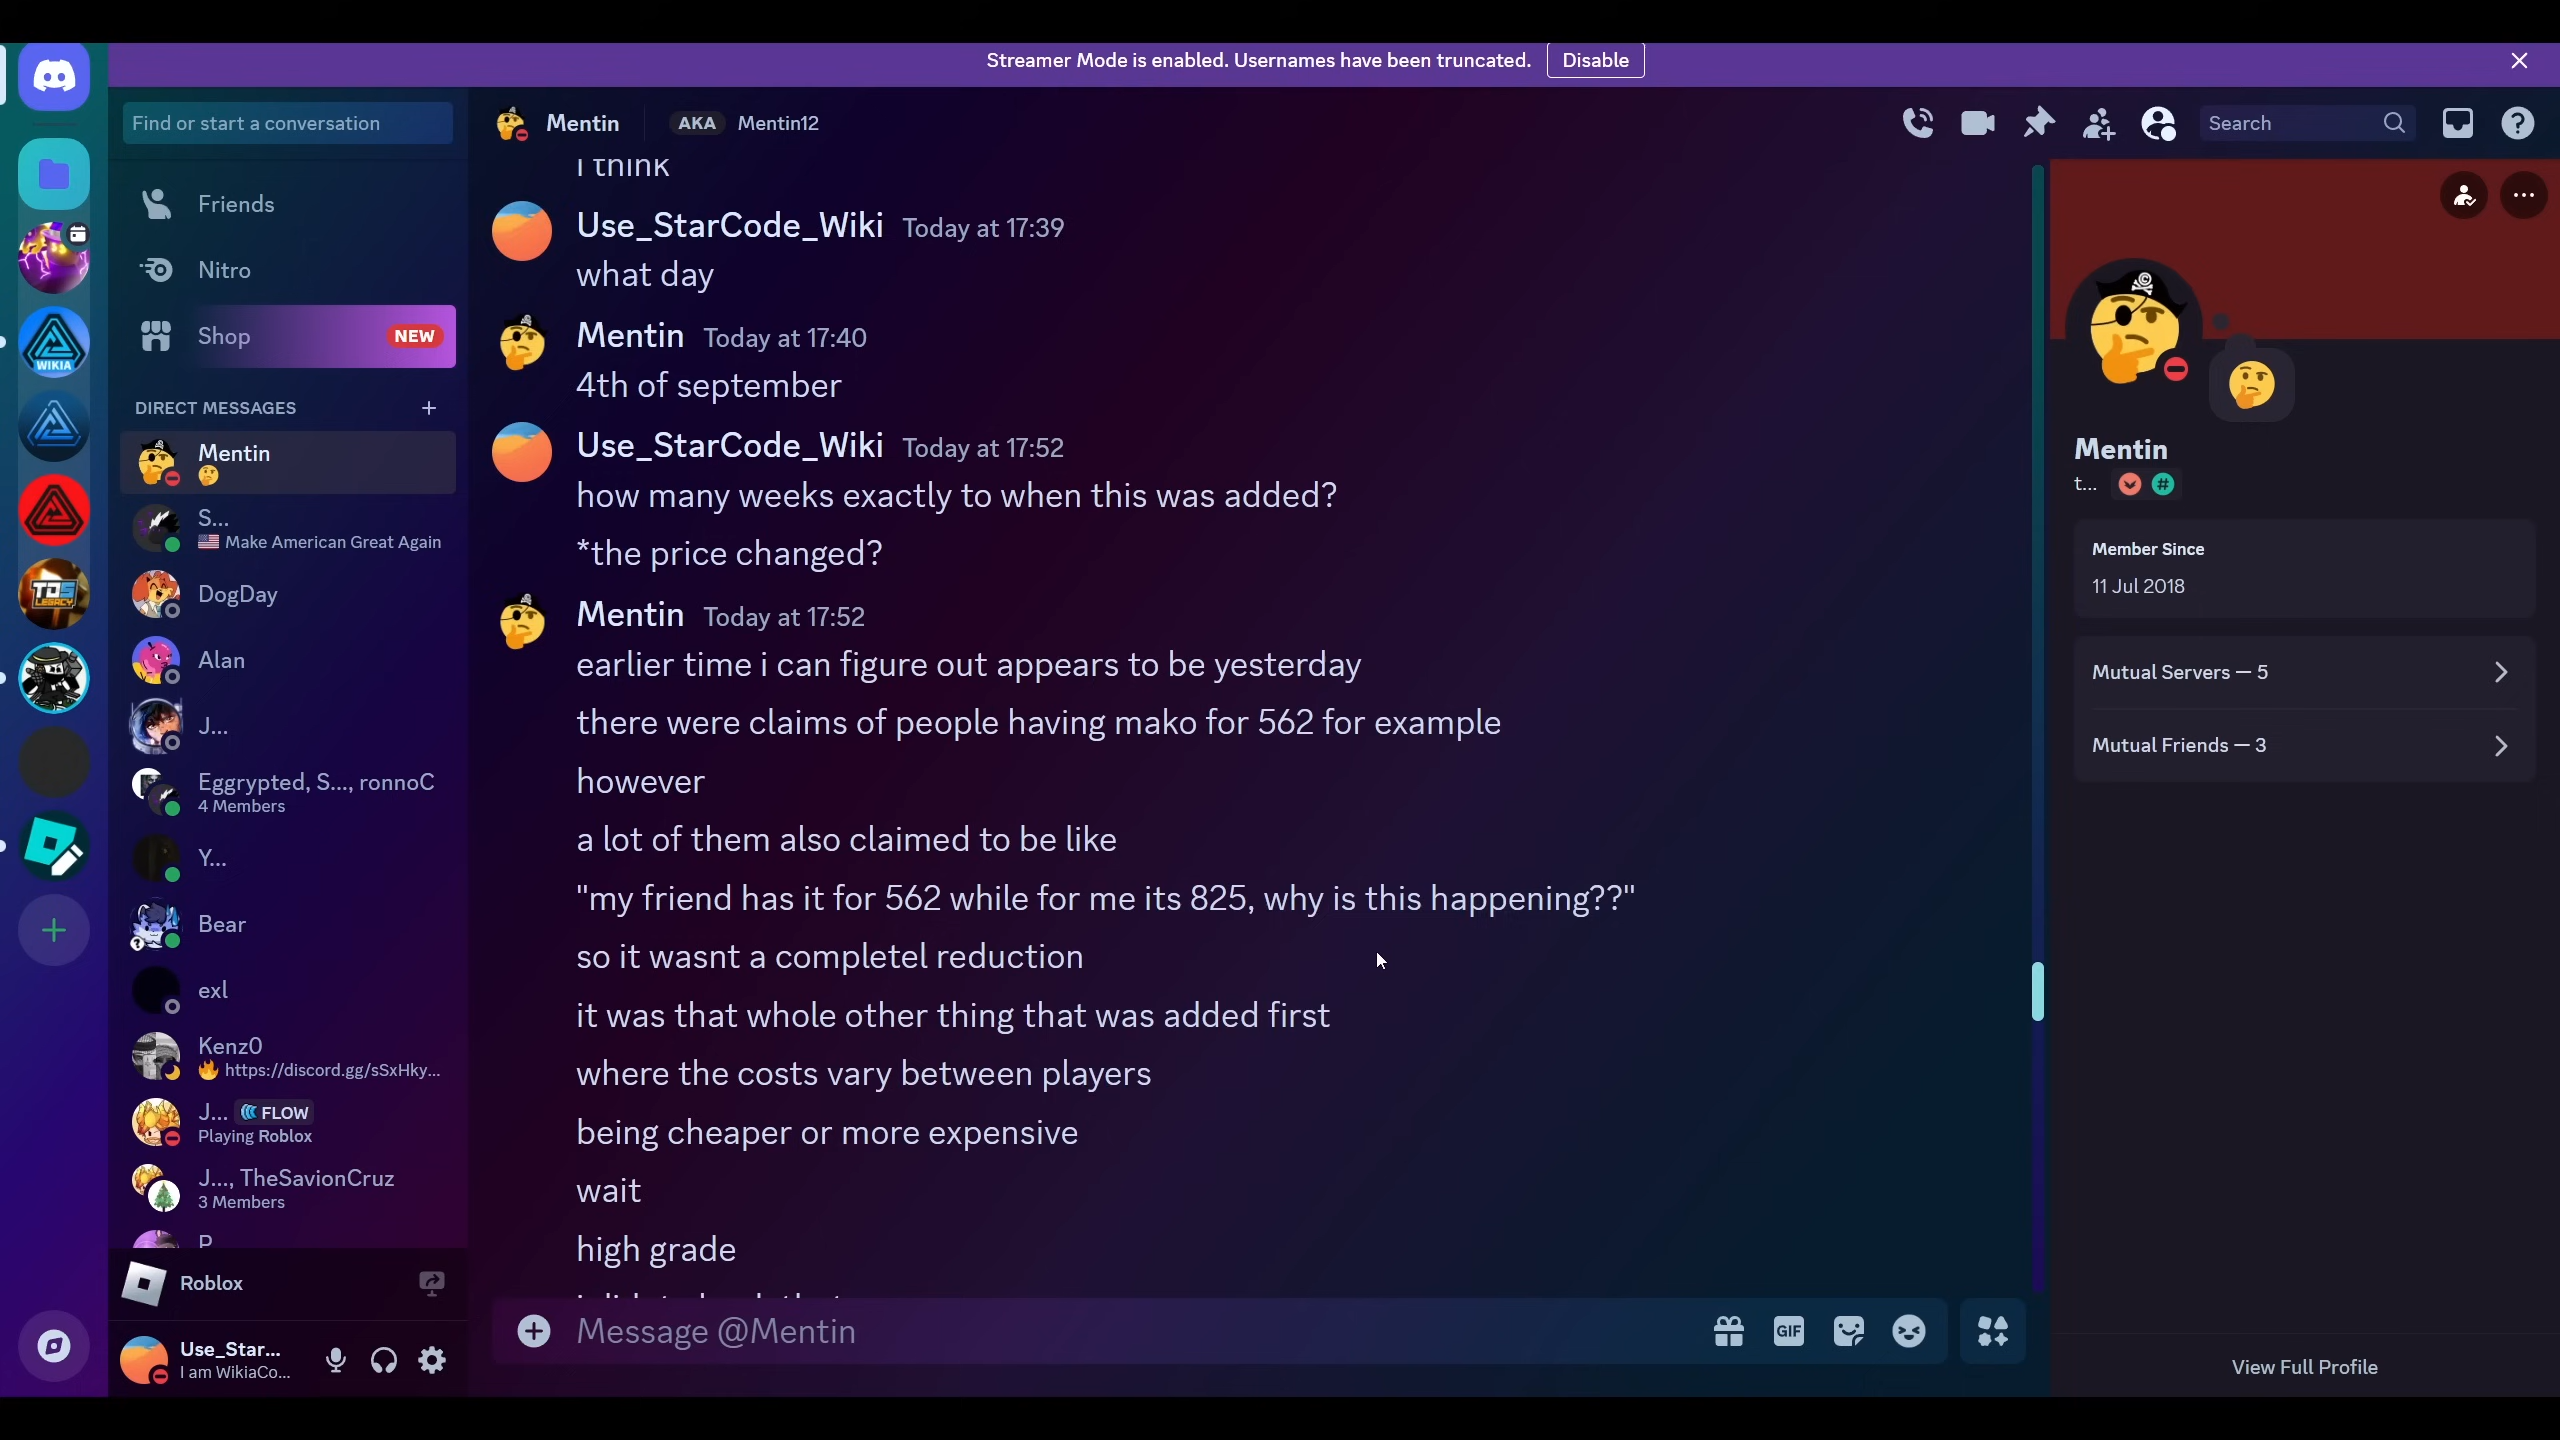 Streamer Mode is enabled. Usernames have been truncated.
Disable
Find or start a conversation
Mentin
AKA
Mentin12
Search
Friends
Nitro
Shop
NEW
DIRECT MESSAGES
Mentin
S...
🇺🇸 Make American Great Again
DogDay
Alan
J...
Eggrypted, S..., ronnoC
4 Members
Y...
Bear
exl
Kenz0
🔥 https://discord.gg/sSxHky...
J... FLOW
Playing Roblox
J..., TheSavionCruz
3 Members
P
Roblox
Use_Star...
I am WikiaCo...
WIKIA
TDS
LEGACY
I think
Use_StarCode_Wiki Today at 17:39
what day
Mentin Today at 17:40
4th of september
Use_StarCode_Wiki Today at 17:52
how many weeks exactly to when this was added?
*the price changed?
Mentin Today at 17:52
earlier time i can figure out appears to be yesterday
there were claims of people having mako for 562 for example
however
a lot of them also claimed to be like
"my friend has it for 562 while for me its 825, why is this happening??"
so it wasnt a completel reduction
it was that whole other thing that was added first
where the costs vary between players
being cheaper or more expensive
wait
high grade
Message @Mentin
GIF
Mentin
t...
Member Since
11 Jul 2018
Mutual Servers — 5
Mutual Friends — 3
View Full Profile